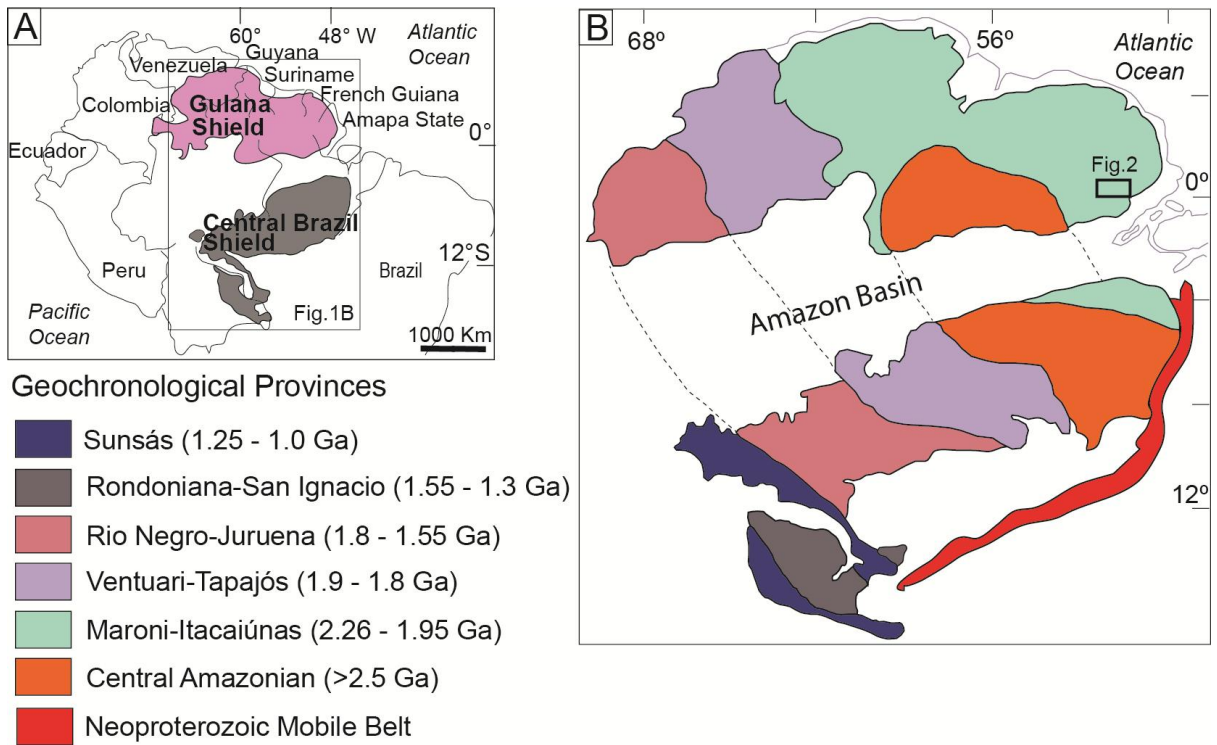 A
60°
48° W
Atlantic
Ocean
Guyana
Venezuela
Suriname
Colombia
French Guiana
Guiana
Shield
Amapa State
0°
Ecuador
Central Brazil
Shield
12°S
Peru
Brazil
Pacific
Ocean
Fig.1B
1000 Km
Geochronological Provinces
Sunsás (1.25 - 1.0 Ga)
Rondoniana-San Ignacio (1.55 - 1.3 Ga)
Rio Negro-Juruena (1.8 - 1.55 Ga)
Ventuari-Tapajós (1.9 - 1.8 Ga)
Maroni-Itacaiúnas (2.26 - 1.95 Ga)
Central Amazonian (>2.5 Ga)
Neoproterozoic Mobile Belt
B
68º
56º
Atlantic
Ocean
Fig.2
0º
Amazon Basin
12º